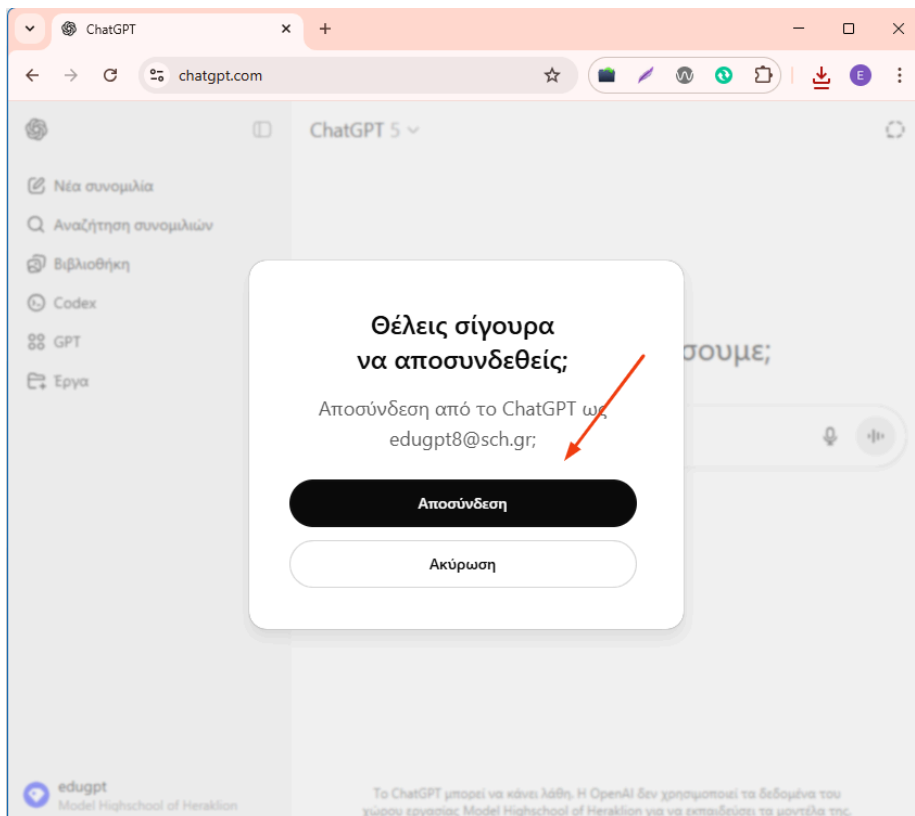 ChatGPT
chatgpt.com
E
ChatGPT 5
Νέα συνομιλία
Αναζήτηση συνομιλιών
Βιβλιοθήκη
Codex
GPT
Έργα
σουμε;
Θέλεις σίγουρα
να αποσυνδεθείς;
Αποσύνδεση από το ChatGPT ως
edugpt8@sch.gr;
Αποσύνδεση
Ακύρωση
edugpt
Model Highschool of Heraklion
Το ChatGPT μπορεί να κάνει λάθη. Η OpenAI δεν χρησιμοποιεί τα δεδομένα του
χώρου εργασίας Model Highschool of Heraklion για να εκπαιδεύσει τα μοντέλα της.